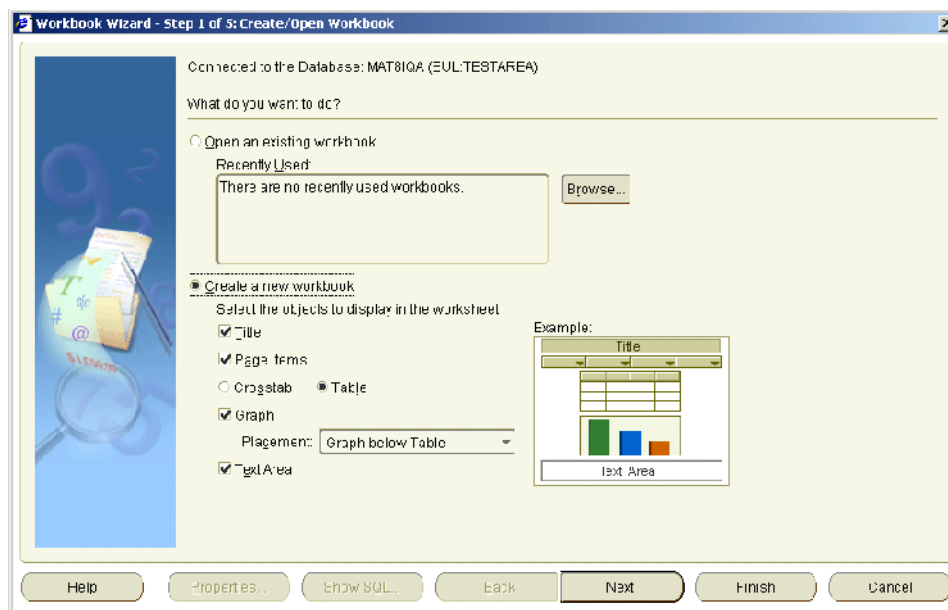 Workbook Wizard - Step 1 of 5: Create/Open Workbook
Connected to the Database: MAT8IQA (EUL:TESTAREA)
What do you want to do?
Open an existing workbook
Recently Used:
There are no recently used workbooks.
Browse...
Create a new workbook
Select the objects to display in the worksheet
Title
Page Items
Crosstab Table
Graph
Placement: Graph below Table
Text Area
Example:
Title
Text Area
Help Properties... Show SQL... Back Next Finish Cancel